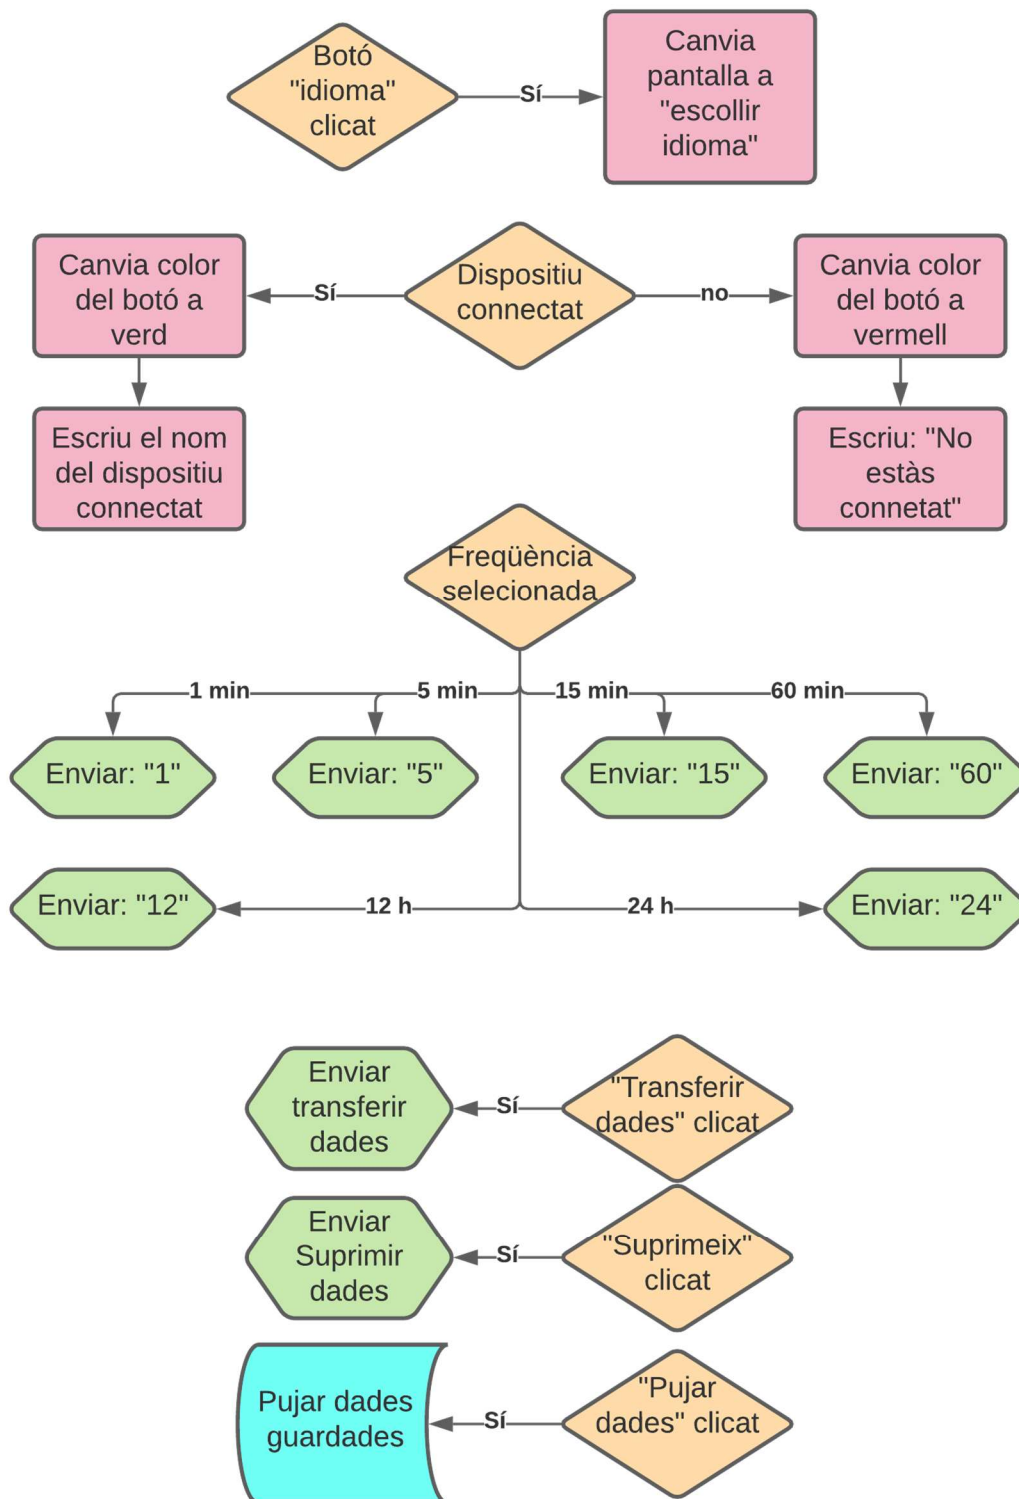 Botó
"idioma"
clicat
Sí
Canvia
pantalla a
"escollir
idioma"
Canvia color
del botó a
verd
Sí
Dispositiu
connectat
no
Canvia color
del botó a
vermell
Escriu el nom
del dispositiu
connectat
Escriu: "No
estàs
connetat"
Freqüència
selecionada
1 min
5 min
15 min
60 min
Enviar: "1"
Enviar: "5"
Enviar: "15"
Enviar: "60"
Enviar: "12"
12 h
24 h
Enviar: "24"
Enviar
transferir
dades
Sí
"Transferir
dades" clicat
Enviar
Suprimir
dades
Sí
"Suprimeix"
clicat
Pujar dades
guardades
Sí
"Pujar
dades" clicat